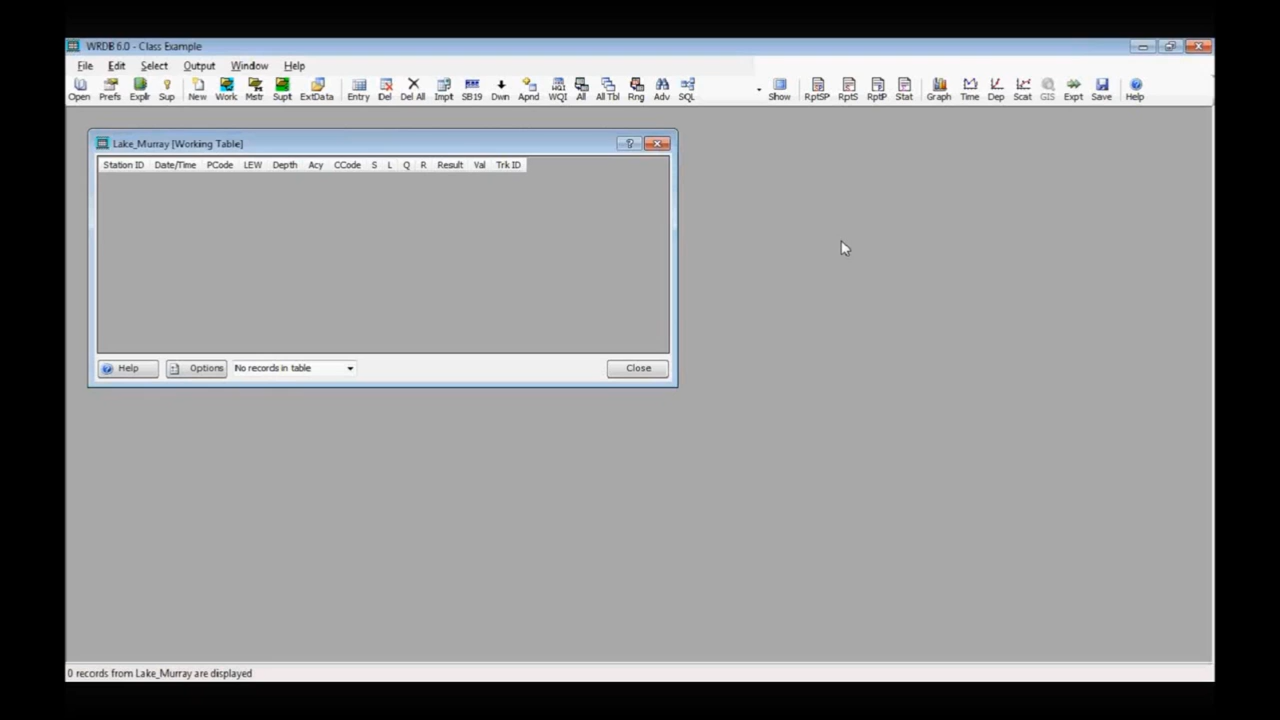 WRDB 6.0 - Class Example
File Edit Select Output Window Help
Open Prefs Explr Sup New Work Mstr Supt ExtData Entry Del Del All Impt SB19 Dwn Apnd WQI All All Tbl Rng Adv SQL Show RptSP RptS RptP Stat Graph Time Dep Scat GIS Expt Save Help
Lake_Murray [Working Table]
Station ID Date/Time PCode LEW Depth Acy CCode S L Q R Result Val Trk ID
Help Options No records in table Close
0 records from Lake_Murray are displayed